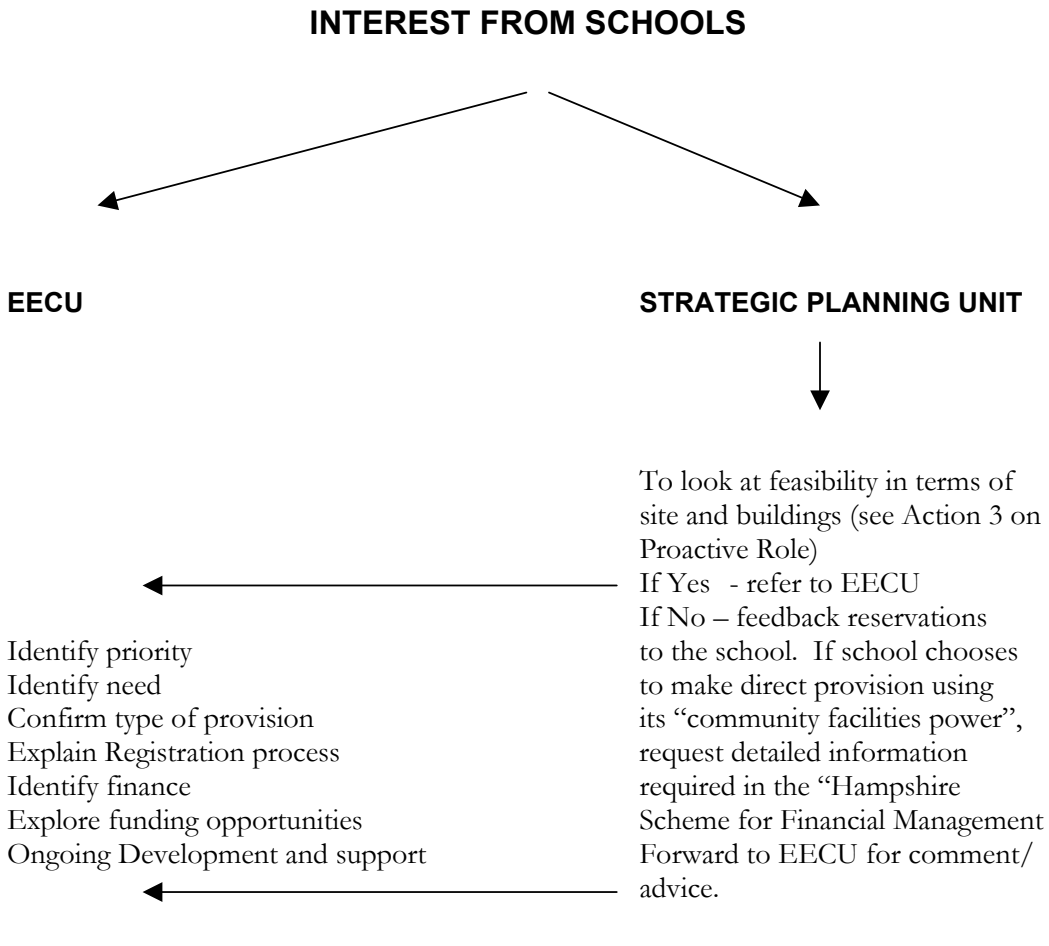 INTEREST FROM SCHOOLS
EECU
STRATEGIC PLANNING UNIT
To look at feasibility in terms of
site and buildings (see Action 3 on
Proactive Role)
If Yes  - refer to EECU
If No – feedback reservations
to the school.  If school chooses
to make direct provision using
its “community facilities power”,
request detailed information
required in the “Hampshire
Scheme for Financial Management
Forward to EECU for comment/
advice.
Identify priority
Identify need
Confirm type of provision
Explain Registration process
Identify finance
Explore funding opportunities
Ongoing Development and support